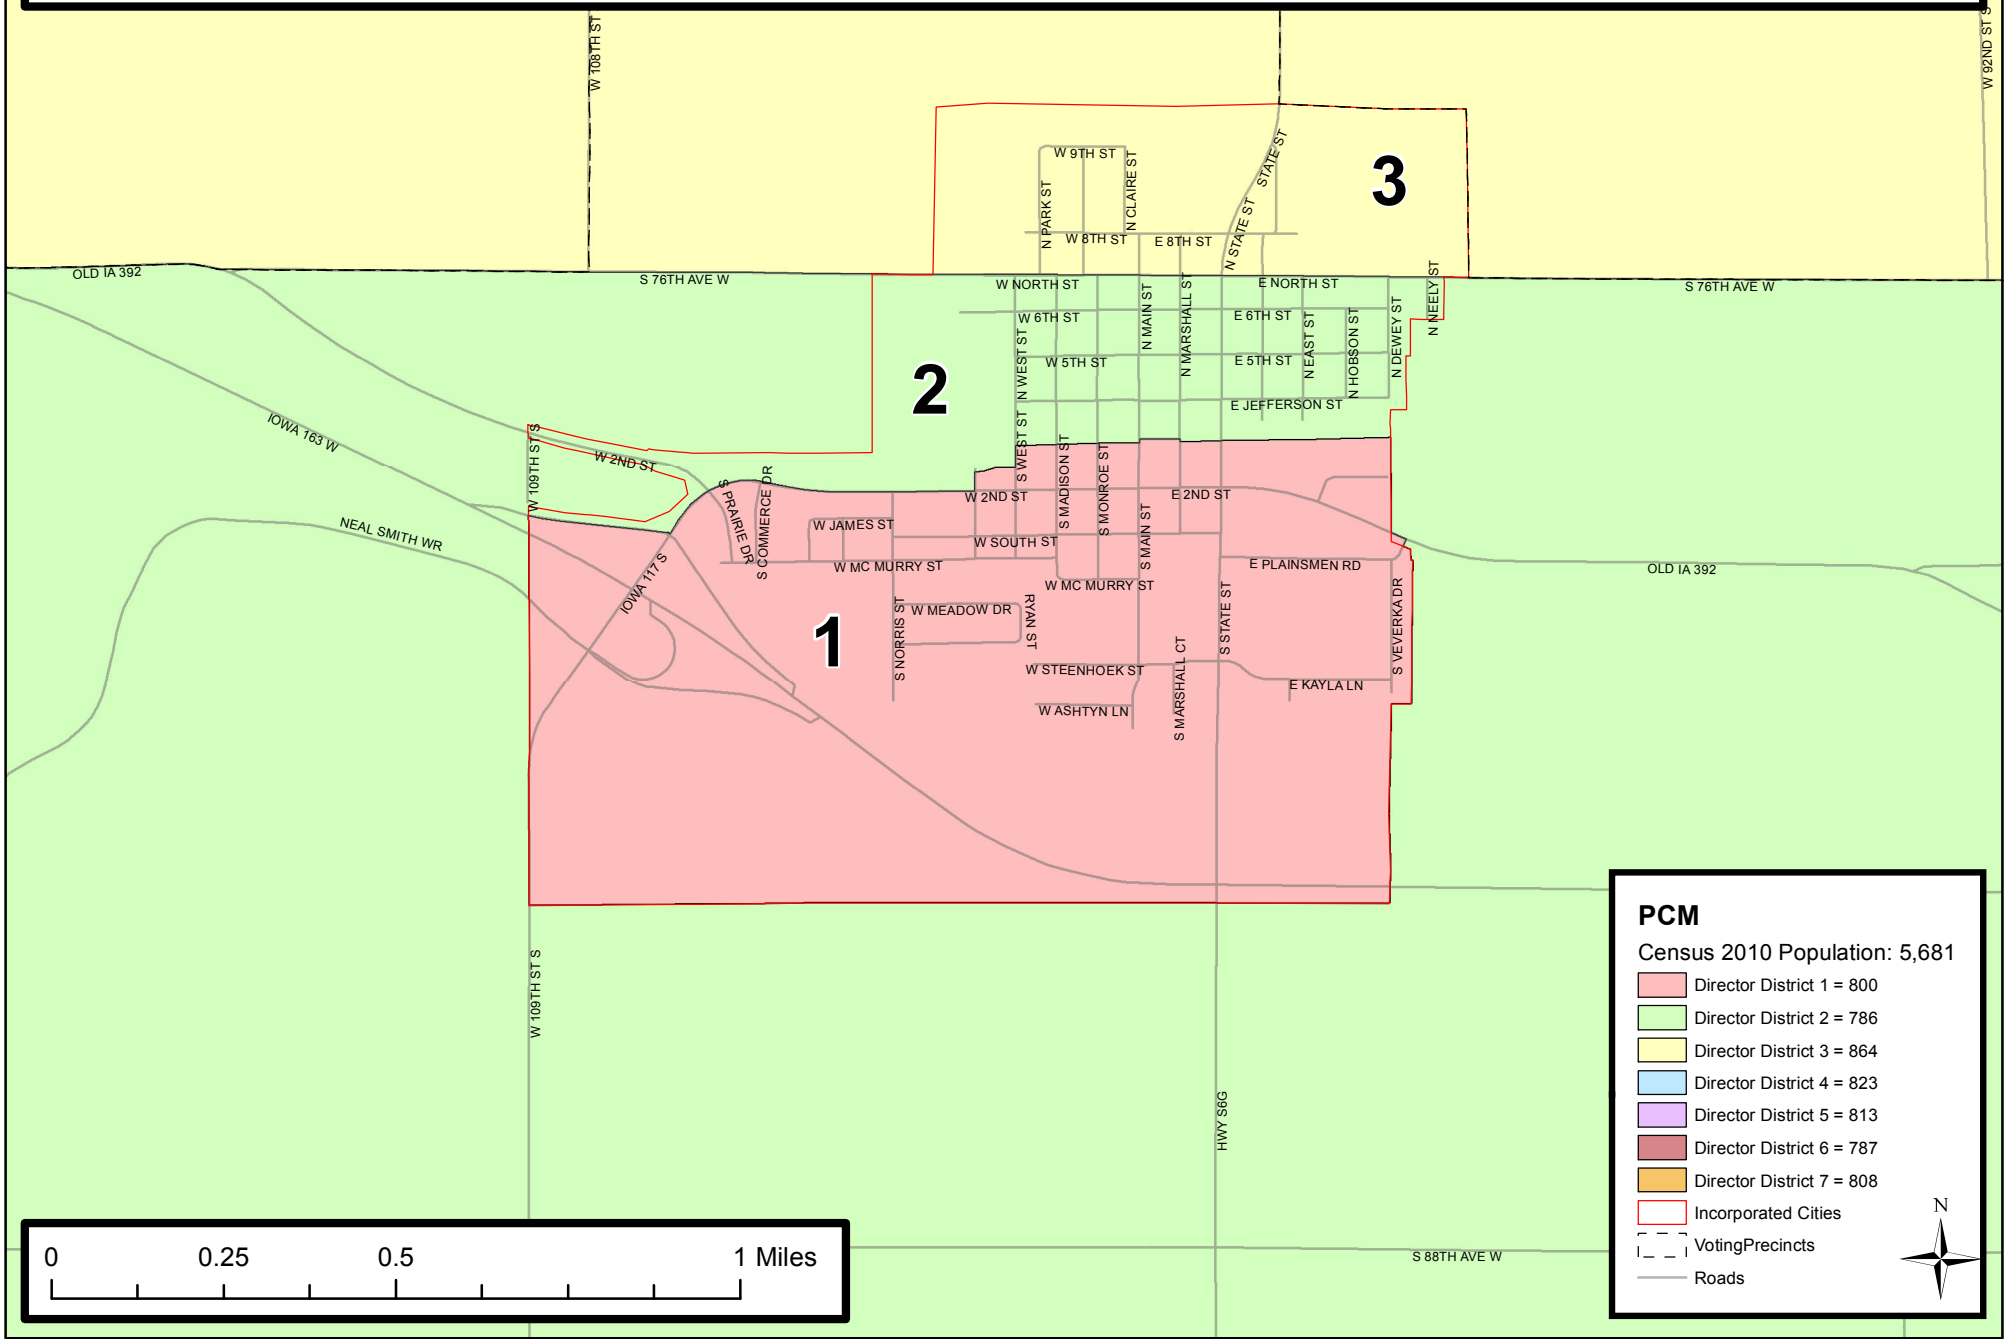 W 108TH ST
W 92ND ST S
W 9TH ST
N PARK ST
N CLAIRE ST
STATE ST
3
W 8TH ST
E 8TH ST
N STATE ST
OLD IA 392
S 76TH AVE W
W NORTH ST
E NORTH ST
N NEELY ST
S 76TH AVE W
W 6TH ST
N MAIN ST
N MARSHALL ST
E 6TH ST
N EAST ST
N HOBSON ST
N DEWEY ST
2
N WEST ST
W 5TH ST
E 5TH ST
E JEFFERSON ST
IOWA 163 W
W 109TH ST S
W 2ND ST
S WEST ST
S MADISON ST
S MONROE ST
S PRAIRIE DR
S COMMERCE DR
W 2ND ST
E 2ND ST
NEAL SMITH WR
W JAMES ST
W SOUTH ST
S MAIN ST
W MC MURRY ST
E PLAINSMEN RD
OLD IA 392
IOWA 117 S
W MC MURRY ST
1
S NORRIS ST
W MEADOW DR
RYAN ST
S STATE ST
S VEVERKA DR
W STEENHOEK ST
S MARSHALL CT
E KAYLA LN
W ASHTYN LN
W 109TH ST S
HWY S6G
S 88TH AVE W
PCM
Census 2010 Population: 5,681
Director District 1 = 800
Director District 2 = 786
Director District 3 = 864
Director District 4 = 823
Director District 5 = 813
Director District 6 = 787
Director District 7 = 808
Incorporated Cities
VotingPrecincts
Roads
N
0 0.25 0.5 1 Miles